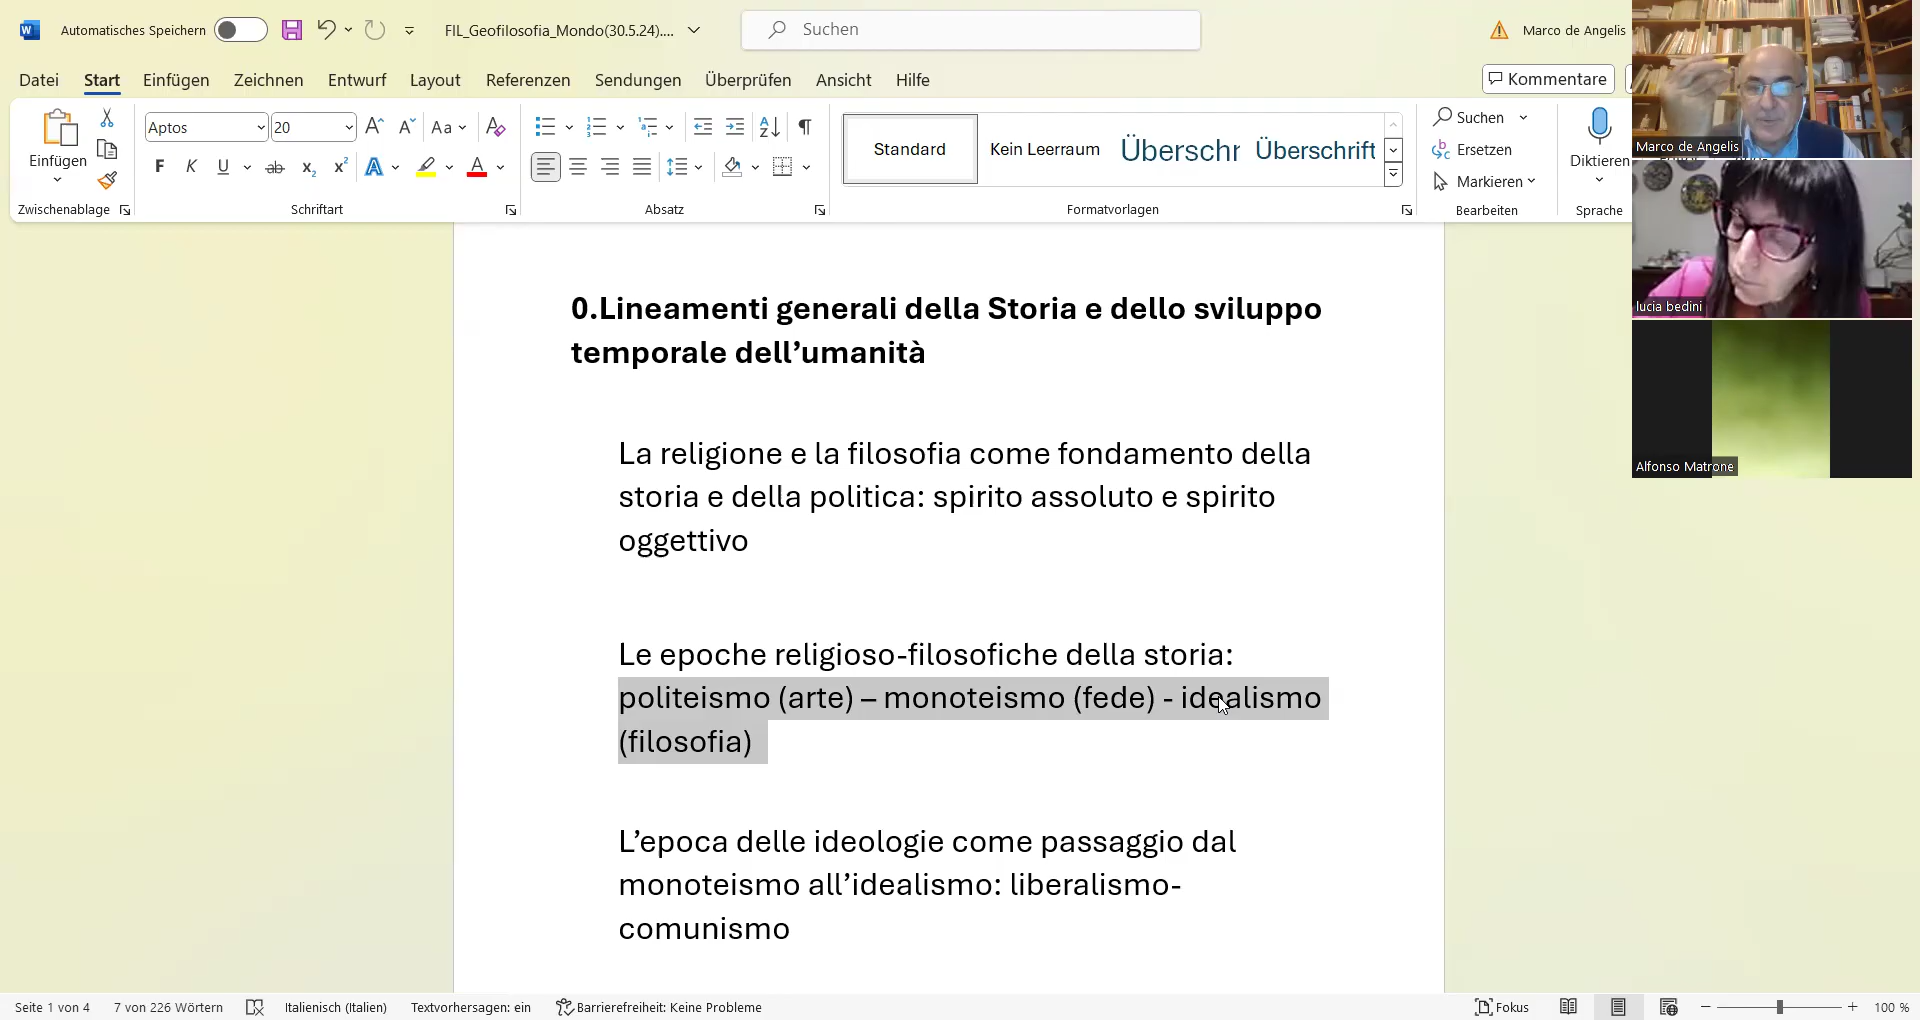 Automatisches Speichern
FIL_Geofilosofia_Mondo(30.5.24)....
Suchen
Marco de Angelis
Datei Start Einfügen Zeichnen Entwurf Layout Referenzen Sendungen Überprüfen Ansicht Hilfe
Kommentare
Einfügen
Aptos 20
Aa
F K U ab x₂ x² A A
Standard Kein Leerraum Überschr Überschrift
Suchen
Ersetzen
Markieren
Diktieren
Zwischenablage Schriftart Absatz Formatvorlagen Bearbeiten Sprache
Marco de Angelis
lucia bedini
Alfonso Matrone
0.Lineamenti generali della Storia e dello sviluppo
temporale dell’umanità
La religione e la filosofia come fondamento della
storia e della politica: spirito assoluto e spirito
oggettivo
Le epoche religioso-filosofiche della storia:
politeismo (arte) – monoteismo (fede) - idealismo
(filosofia)
L’epoca delle ideologie come passaggio dal
monoteismo all’idealismo: liberalismo-
comunismo
Seite 1 von 4 7 von 226 Wörtern Italienisch (Italien) Textvorhersagen: ein Barrierefreiheit: Keine Probleme Fokus 100 %